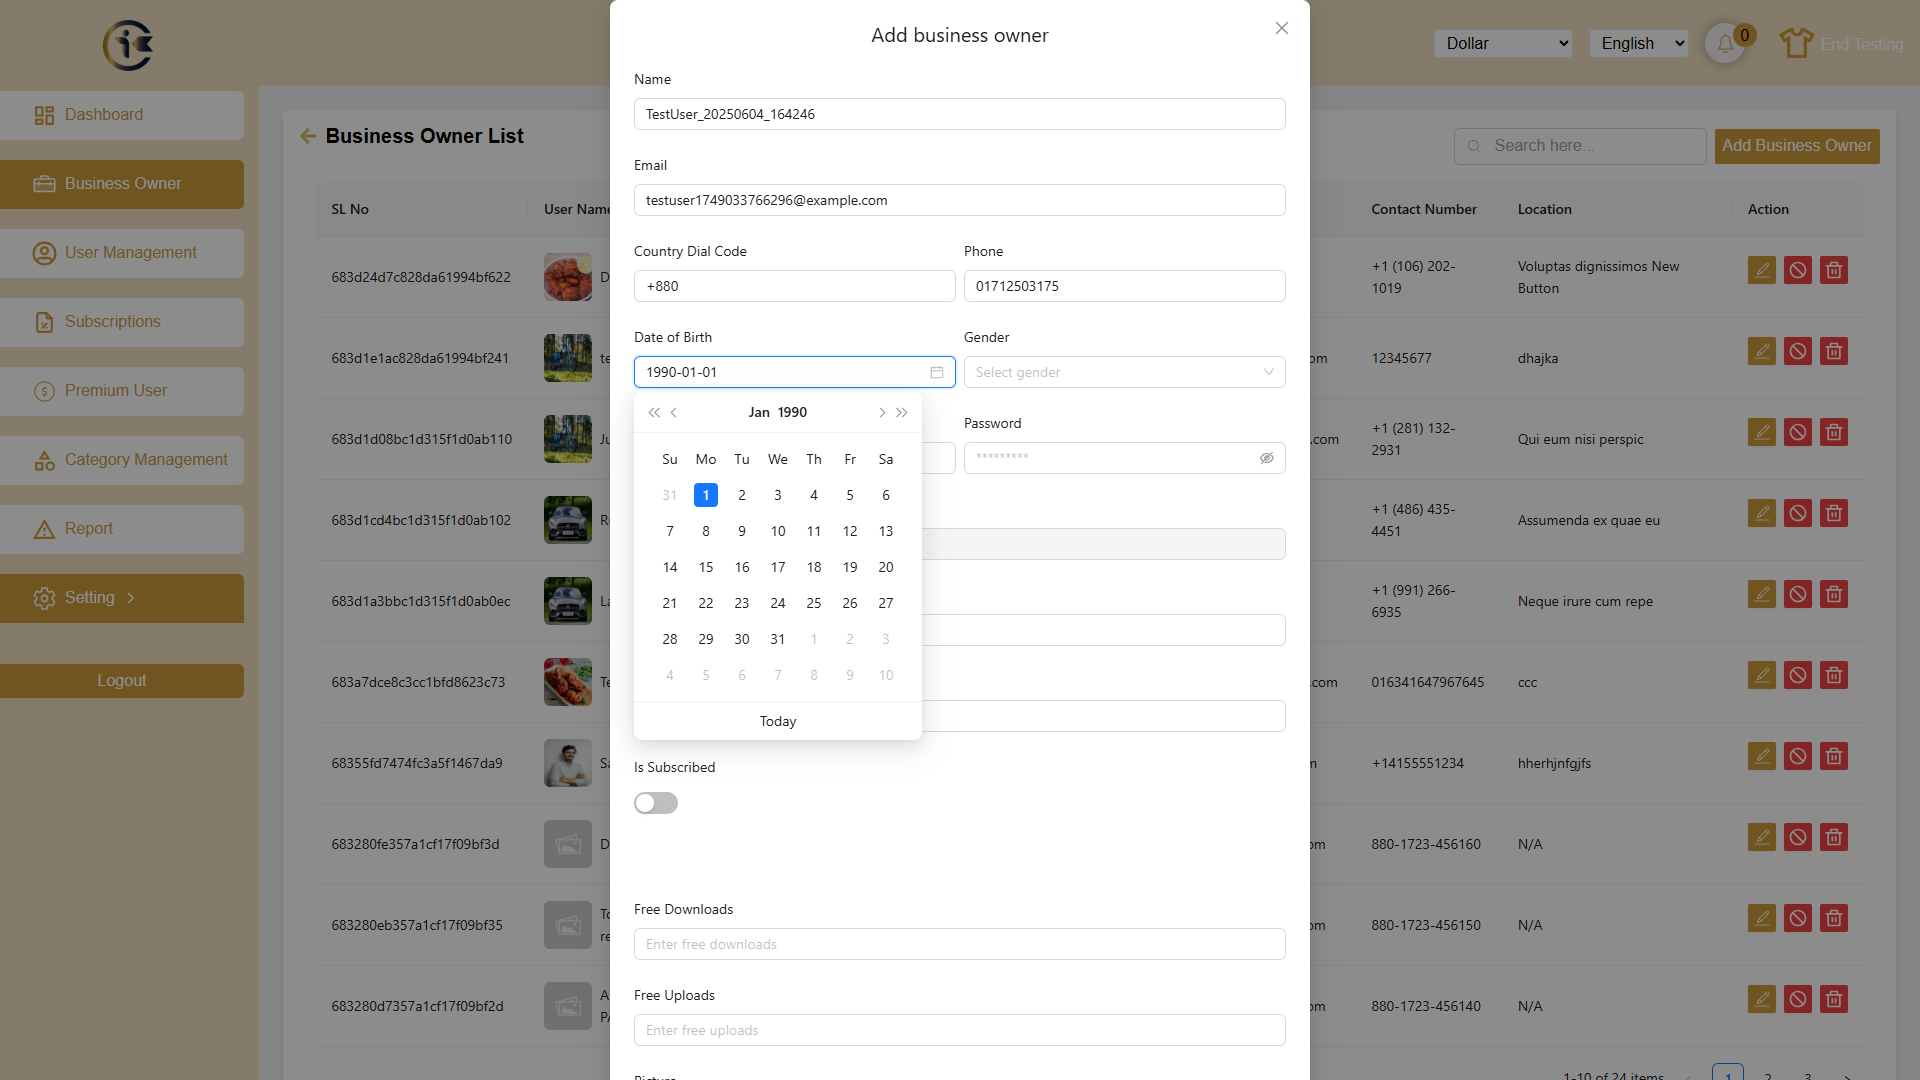 Add business owner
Dollar
English
0
End Testing
Dashboard
Business Owner
User Management
Subscriptions
Premium User
Category Management
Report
Setting
Logout
Business Owner List
Search here...
Add Business Owner
SL No
User Name
Contact Number
Location
Action
683d24d7c828da61994bf622
D
+1 (106) 202-
1019
Voluptas dignissimos New
Button
683d1e1ac828da61994bf241
te
om
12345677
dhajka
683d1d08bc1d315f1d0ab110
Ju
.com
+1 (281) 132-
2931
Qui eum nisi perspic
683d1cd4bc1d315f1d0ab102
+1 (486) 435-
4451
Assumenda ex quae eu
683d1a3bbc1d315f1d0ab0ec
La
+1 (991) 266-
6935
Neque irure cum repe
683a7dce8c3cc1bfd8623c73
Te
.com
016341647967645
ccc
68355fd7474fc3a5f1467da9
Sa
+14155551234
hherhjnfgjfs
683280fe357a1cf17f09bf3d
D
om
880-1723-456160
N/A
683280eb357a1cf17f09bf35
To
re
om
880-1723-456150
N/A
683280d7357a1cf17f09bf2d
A
PA
om
880-1723-456140
N/A
1-10 of 24 items
1
2
3
Name
TestUser_20250604_164246
Email
testuser1749033766296@example.com
Country Dial Code
Phone
+880
01712503175
Date of Birth
Gender
1990-01-01
Select gender
Jan 1990
Su Mo Tu We Th Fr Sa
31 1 2 3 4 5 6
7 8 9 10 11 12 13
14 15 16 17 18 19 20
21 22 23 24 25 26 27
28 29 30 31 1 2 3
4 5 6 7 8 9 10
Today
Password
*********
Is Subscribed
Free Downloads
Enter free downloads
Free Uploads
Enter free uploads
Picture